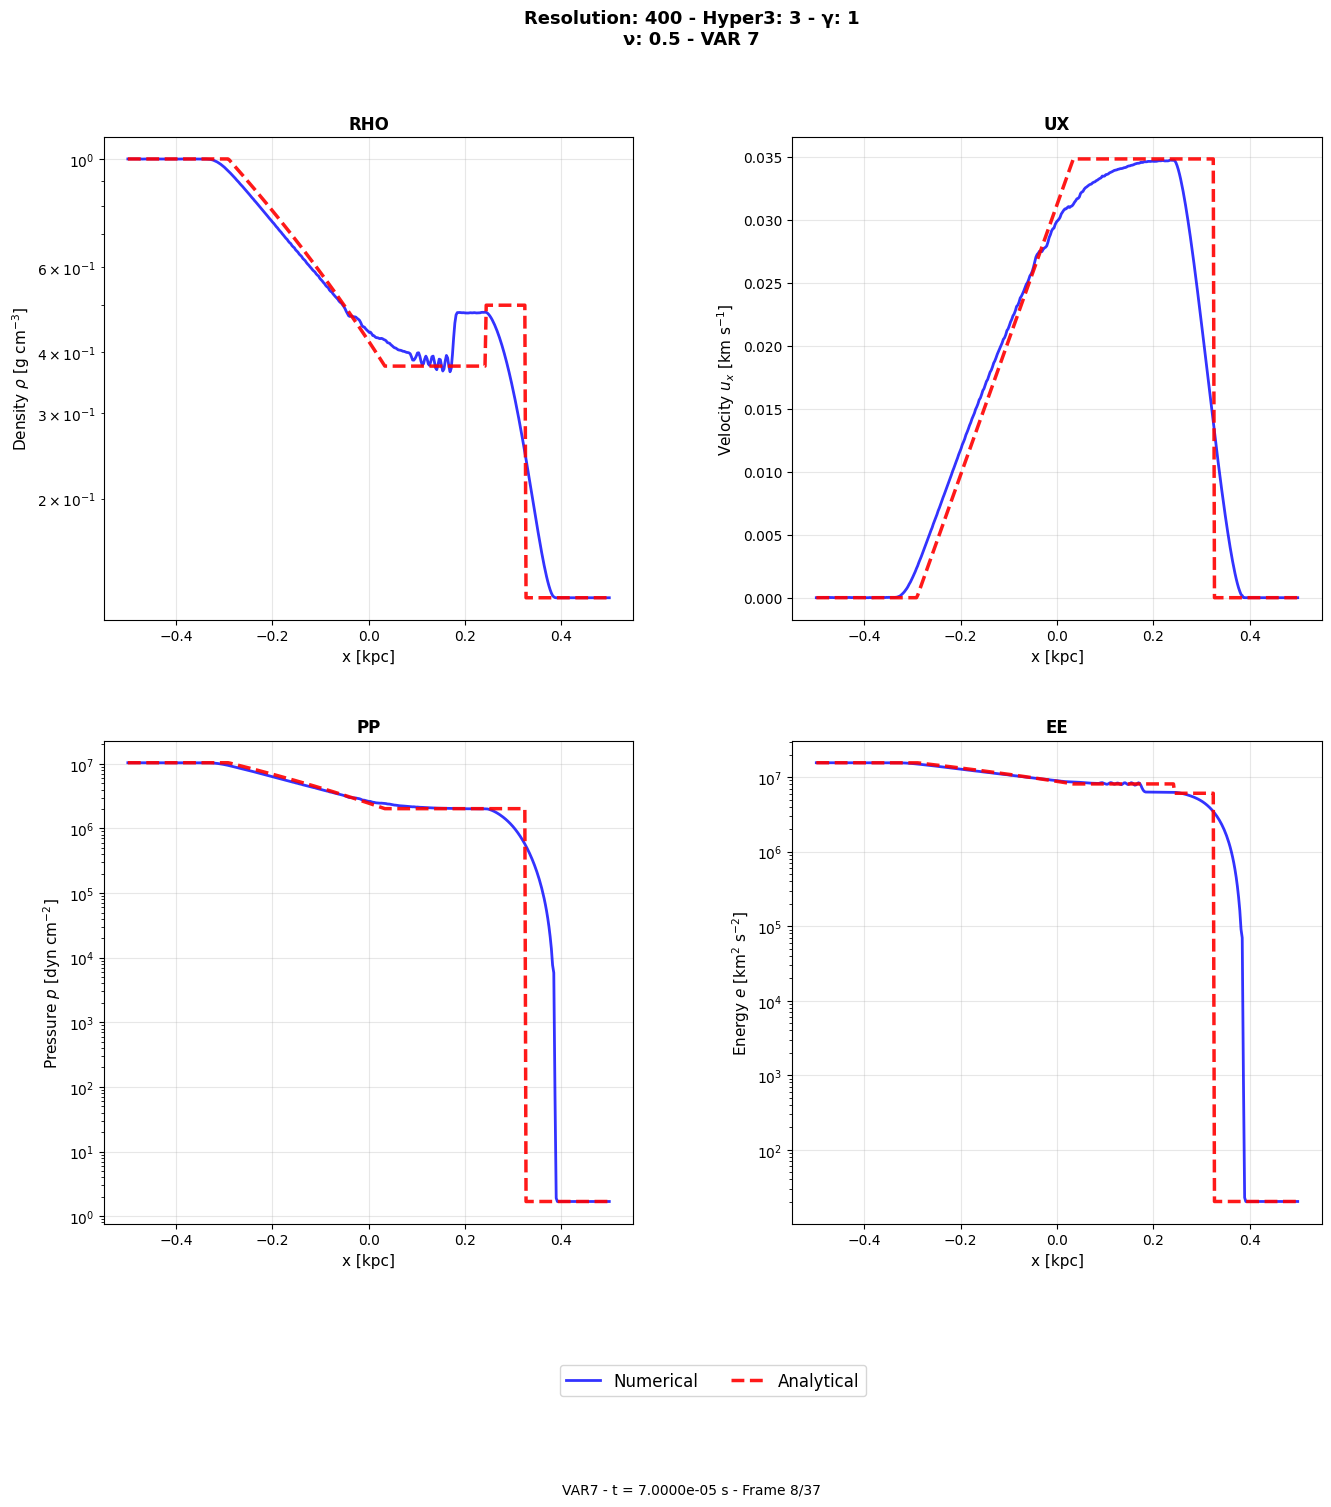 Resolution: 400 - Hyper3: 3 - γ: 1
ν: 0.5 - VAR 7
RHO
10⁰
6 × 10⁻¹
4 × 10⁻¹
3 × 10⁻¹
2 × 10⁻¹
Density ρ [g cm⁻³]
−0.4 −0.2 0.0 0.2 0.4
x [kpc]
UX
0.035
0.030
0.025
0.020
0.015
0.010
0.005
0.000
Velocity uₓ [km s⁻¹]
−0.4 −0.2 0.0 0.2 0.4
x [kpc]
PP
10⁷
10⁶
10⁵
10⁴
10³
10²
10¹
10⁰
Pressure p [dyn cm⁻²]
−0.4 −0.2 0.0 0.2 0.4
x [kpc]
EE
10⁷
10⁶
10⁵
10⁴
10³
10²
Energy e [km² s⁻²]
−0.4 −0.2 0.0 0.2 0.4
x [kpc]
Numerical Analytical
VAR7 - t = 7.0000e-05 s - Frame 8/37